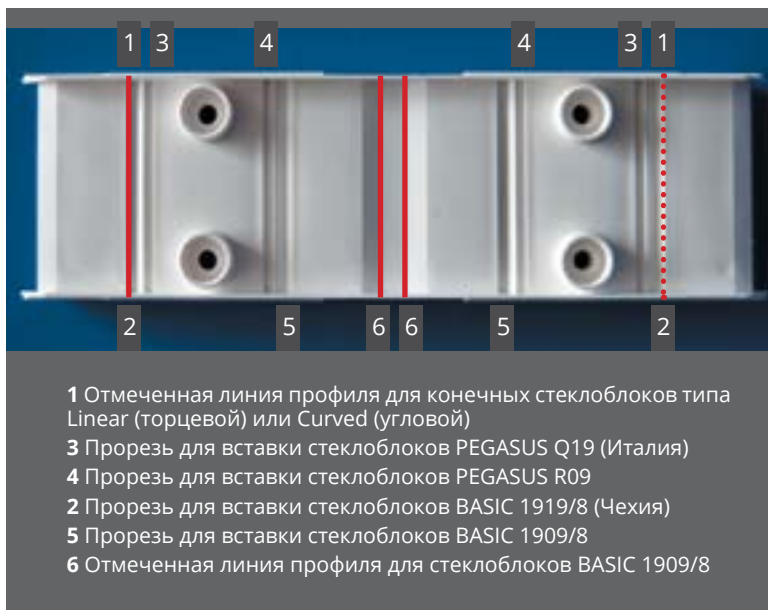 1 3 4 4 3 1
2 5 6 6 5 2
1 Отмеченная линия профиля для конечных стеклоблоков типа
Linear (торцевой) или Curved (угловой)
3 Прорезь для вставки стеклоблоков PEGASUS Q19 (Италия)
4 Прорезь для вставки стеклоблоков PEGASUS R09
2 Прорезь для вставки стеклоблоков BASIC 1919/8 (Чехия)
5 Прорезь для вставки стеклоблоков BASIC 1909/8
6 Отмеченная линия профиля для стеклоблоков BASIC 1909/8